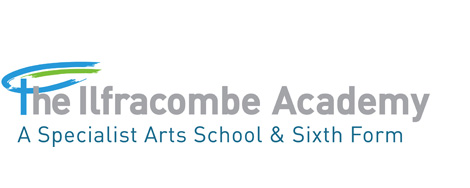 The Ilfracombe Academy
A Specialist Arts School & Sixth Form